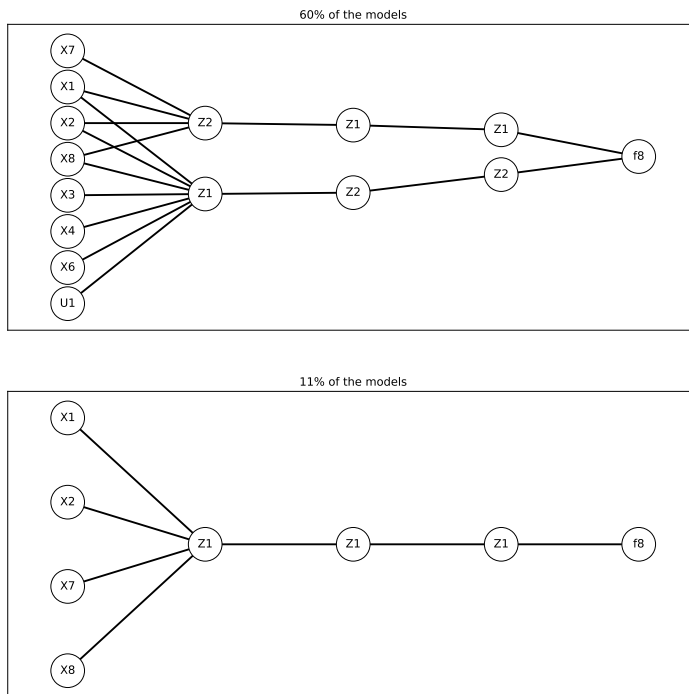 60% of the models
X7
X1
X2
X8
X3
X4
X6
U1
Z2
Z1
Z1
Z2
Z1
Z2
f8
11% of the models
X1
X2
X7
X8
Z1
Z1
Z1
f8